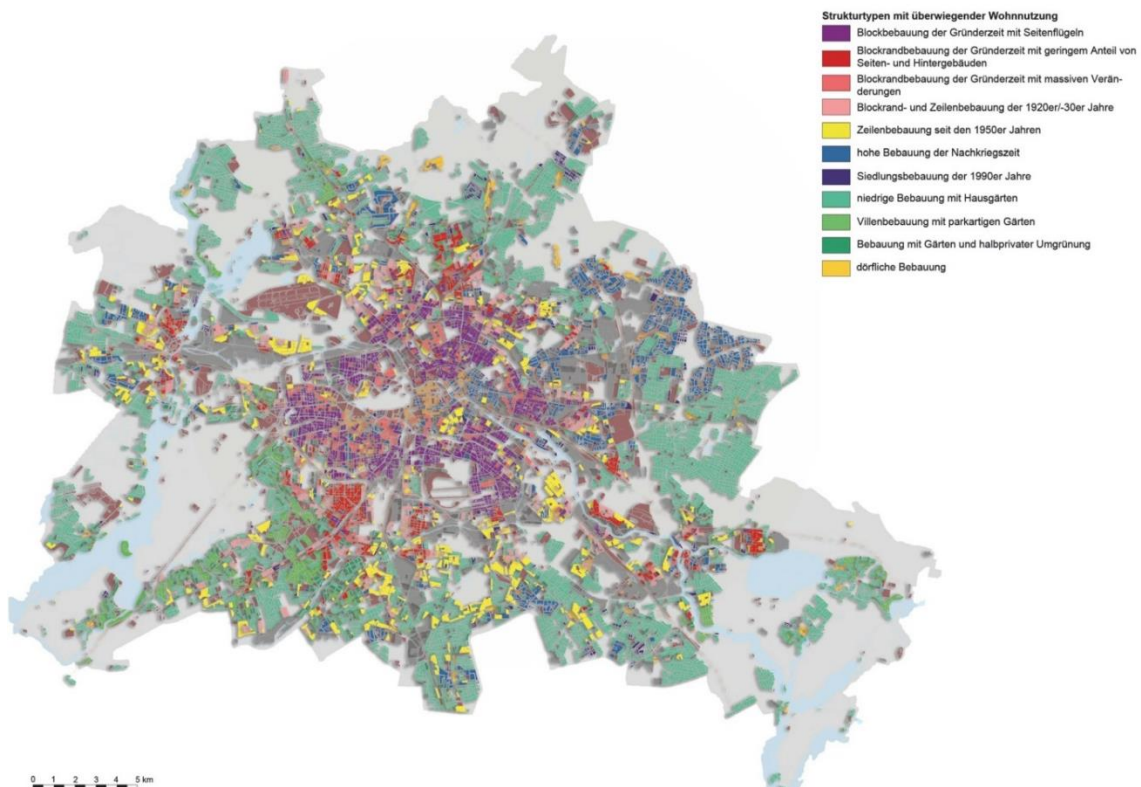 Strukturtypen mit überwiegender Wohnnutzung
Blockbebauung der Gründerzeit mit Seitenflügeln
Blockrandbebauung der Gründerzeit mit geringem Anteil von
Seiten- und Hintergebäuden
Blockrandbebauung der Gründerzeit mit massiven Verän-
derungen
Blockrand- und Zeilenbebauung der 1920er/-30er Jahre
Zeilenbebauung seit den 1950er Jahren
hohe Bebauung der Nachkriegszeit
Siedlungsbebauung der 1990er Jahre
niedrige Bebauung mit Hausgärten
Villenbebauung mit parkartigen Gärten
Bebauung mit Gärten und halbprivater Umgrünung
dörfliche Bebauung
0 1 2 3 4 5 km